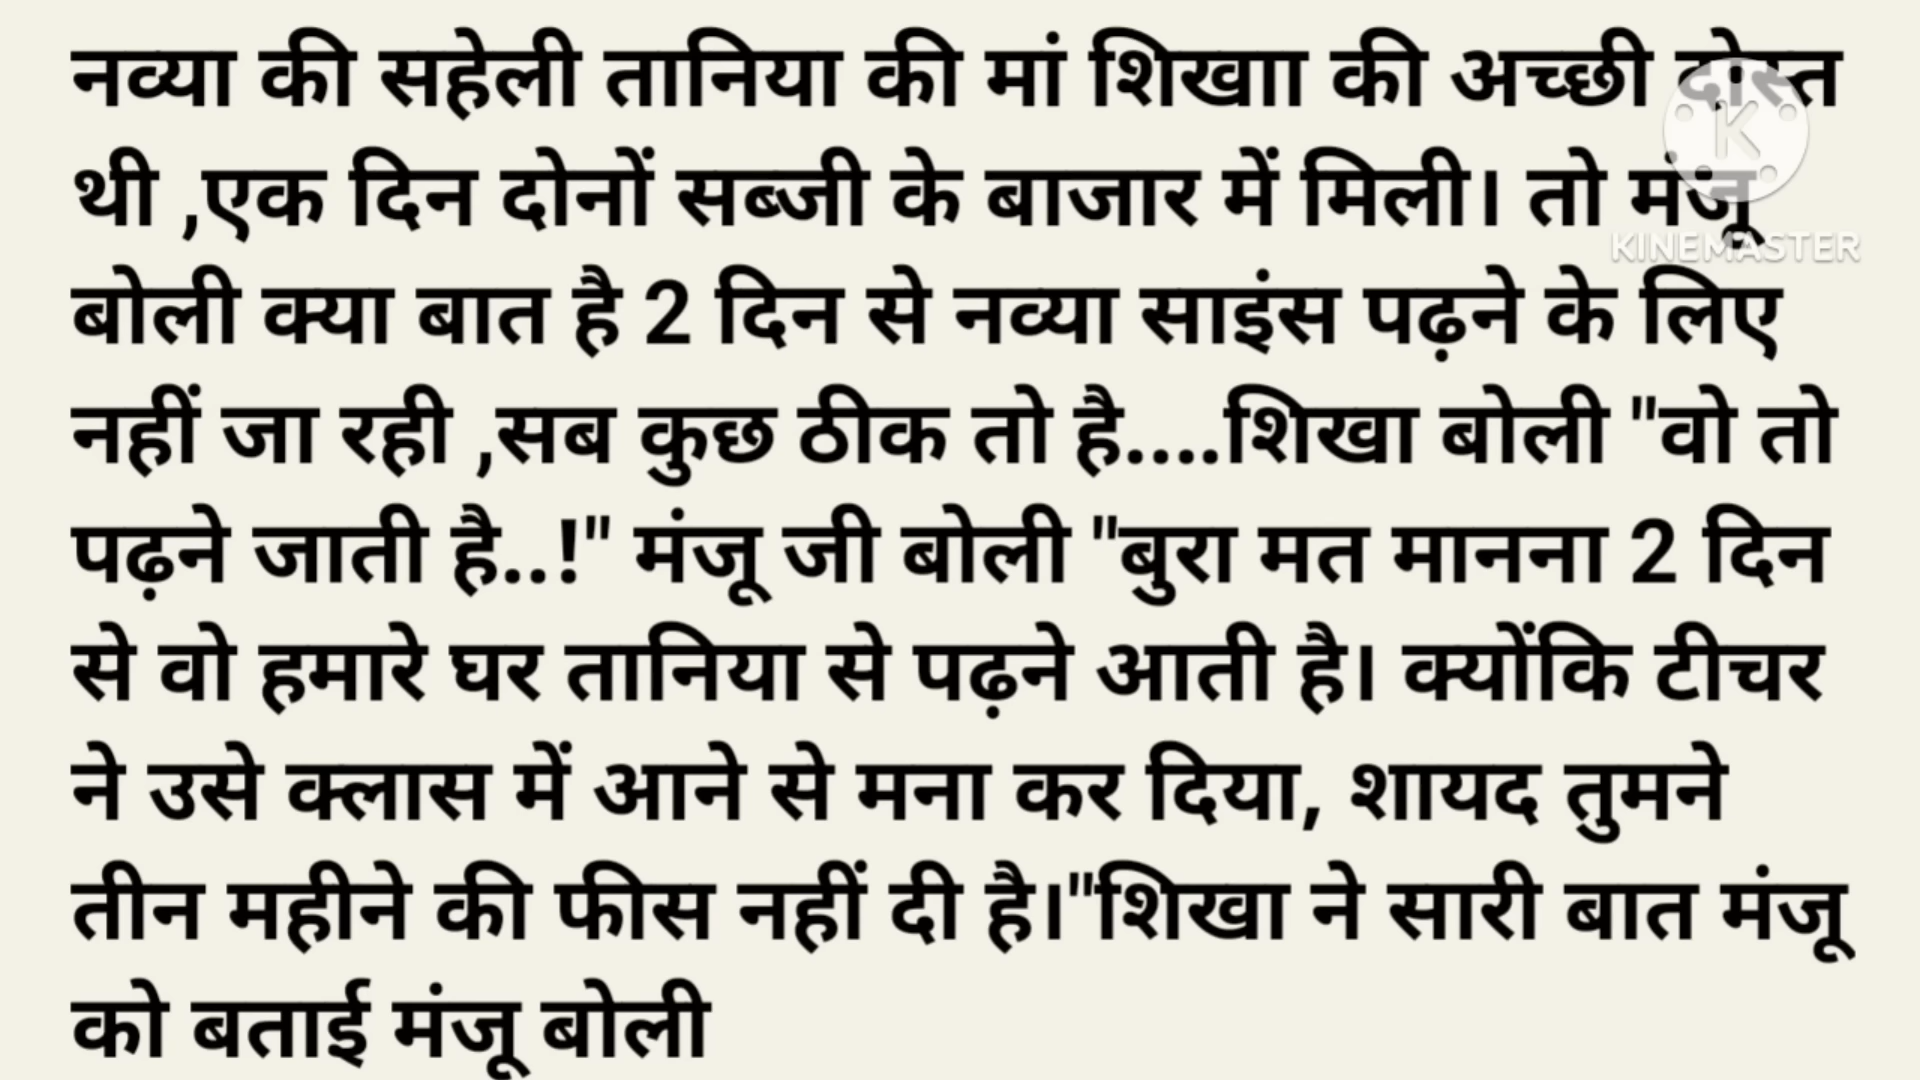 नव्या की सहेली तानिया की मां शिखाा की अच्छी दोस्त
थी ,एक दिन दोनों सब्जी के बाजार में मिली। तो मंजू
KINEMASTER
बोली क्या बात है 2 दिन से नव्या साइंस पढ़ने के लिए
नहीं जा रही ,सब कुछ ठीक तो है....शिखा बोली "वो तो
पढ़ने जाती है..!" मंजू जी बोली "बुरा मत मानना 2 दिन
से वो हमारे घर तानिया से पढ़ने आती है। क्योंकि टीचर
ने उसे क्लास में आने से मना कर दिया, शायद तुमने
तीन महीने की फीस नहीं दी है।"शिखा ने सारी बात मंजू
को बताई मंजू बोली